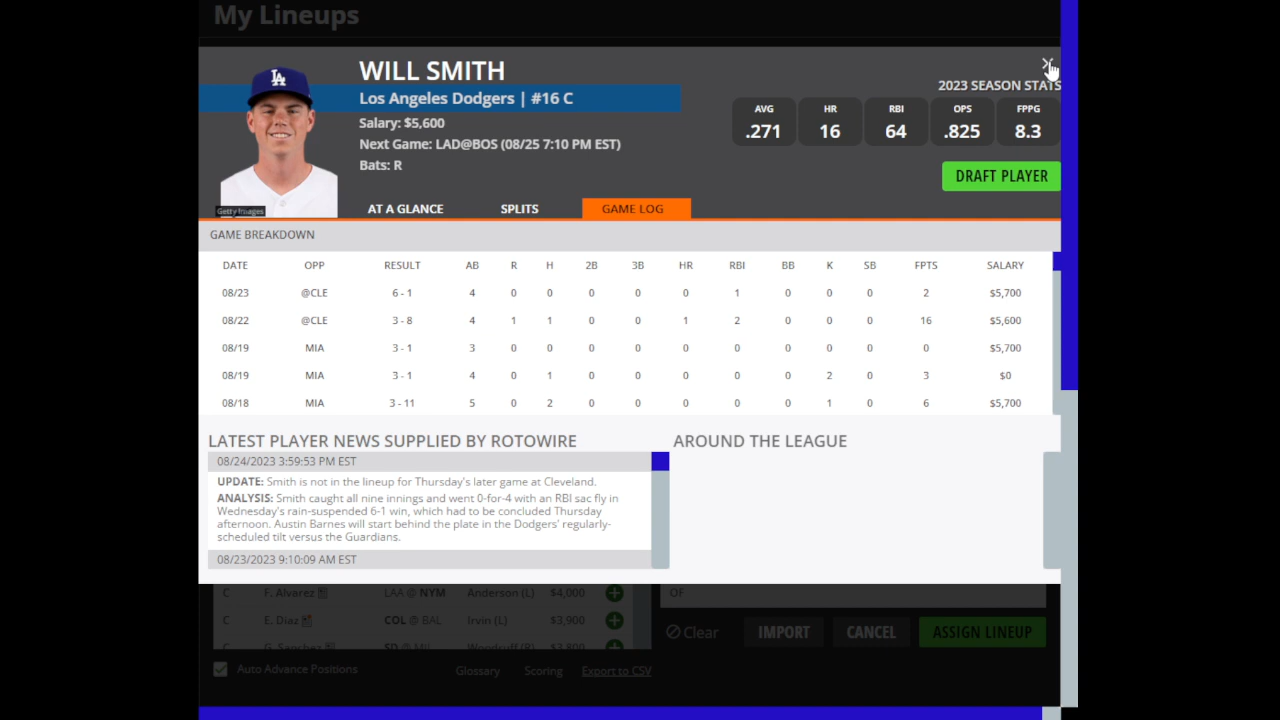 My Lineups
WILL SMITH
Los Angeles Dodgers | #16 C
Salary: $5,600
Next Game: LAD@BOS (08/25 7:10 PM EST)
Bats: R
2023 SEASON STATS
AVG HR RBI OPS FPPG
.271 16 64 .825 8.3
DRAFT PLAYER
LA
Getty Images
AT A GLANCE SPLITS GAME LOG
GAME BREAKDOWN
DATE OPP RESULT AB R H 2B 3B HR RBI BB K SB FPTS SALARY
08/23 @CLE 6 - 1 4 0 0 0 0 0 1 0 0 0 2 $5,700
08/22 @CLE 3 - 8 4 1 1 0 0 1 2 0 0 0 16 $5,600
08/19 MIA 3 - 1 3 0 0 0 0 0 0 0 0 0 0 $5,700
08/19 MIA 3 - 1 4 0 1 0 0 0 0 0 2 0 3 $0
08/18 MIA 3 - 11 5 0 2 0 0 0 0 0 1 0 6 $5,700
LATEST PLAYER NEWS SUPPLIED BY ROTOWIRE
08/24/2023 3:59:53 PM EST
UPDATE: Smith is not in the lineup for Thursday's later game at Cleveland.
ANALYSIS: Smith caught all nine innings and went 0-for-4 with an RBI sac fly in
Wednesday's rain-suspended 6-1 win, which had to be concluded Thursday
afternoon. Austin Barnes will start behind the plate in the Dodgers' regularly-
scheduled tilt versus the Guardians.
08/23/2023 9:10:09 AM EST
AROUND THE LEAGUE
C F. Alvarez LAA @ NYM Anderson (L) $4,000
C E. Diaz COL @ BAL Irvin (L) $3,900
C G. Sanchez SD @ MIL Woodruff (R) $3,800
OF
Clear IMPORT CANCEL ASSIGN LINEUP
Auto Advance Positions Glossary Scoring Export to CSV